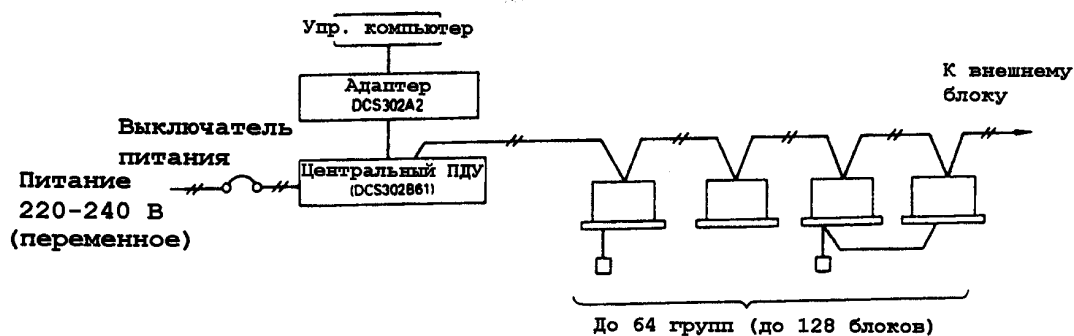 Упр. компьютер
Адаптер
DCS302A2
К внешнему
блоку
Выключатель
питания
Центральный ПДУ
(DCS302B61)
Питание
220-240 В
(переменное)
До 64 групп (до 128 блоков)